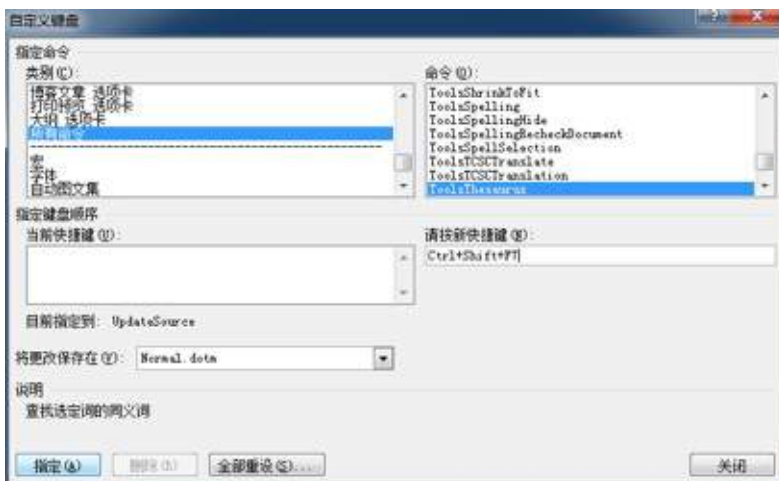 自定义键盘
指定命令
类别(C):
博客文章 选项卡
打印预览 选项卡
大纲 选项卡
所有命令
宏
字体
自动图文集
命令(O):
ToolsShrinkToFit
ToolsSpelling
ToolsSpellingHide
ToolsSpellingRecheckDocument
ToolsSpellSelection
ToolsTCSCTranslate
ToolsTCSCTranslation
ToolsThesaurus
指定键盘顺序
当前快捷键(U):
请按新快捷键(N):
Ctrl+Shift+F7
目前指定到: UpdateSource
将更改保存在(V): Normal.dotm
说明
查找选定词的同义词
指定(A) 删除(R) 全部重设(S)... 关闭